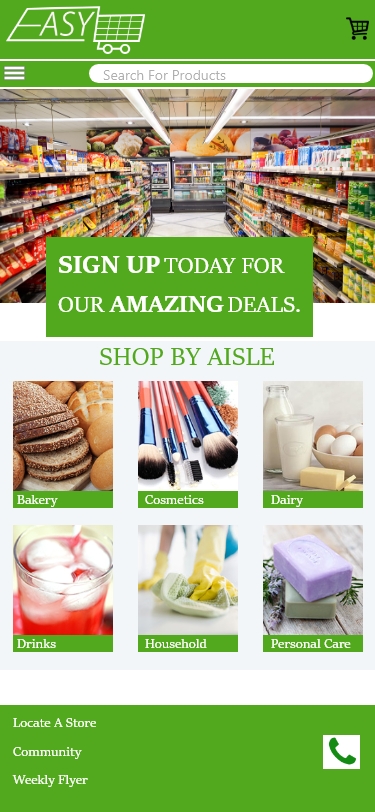 EASY
Search For Products
SIGN UP TODAY FOR
OUR AMAZING DEALS.
SHOP BY AISLE
Bakery
Cosmetics
Dairy
Drinks
Household
Personal Care
Locate A Store
Community
Weekly Flyer